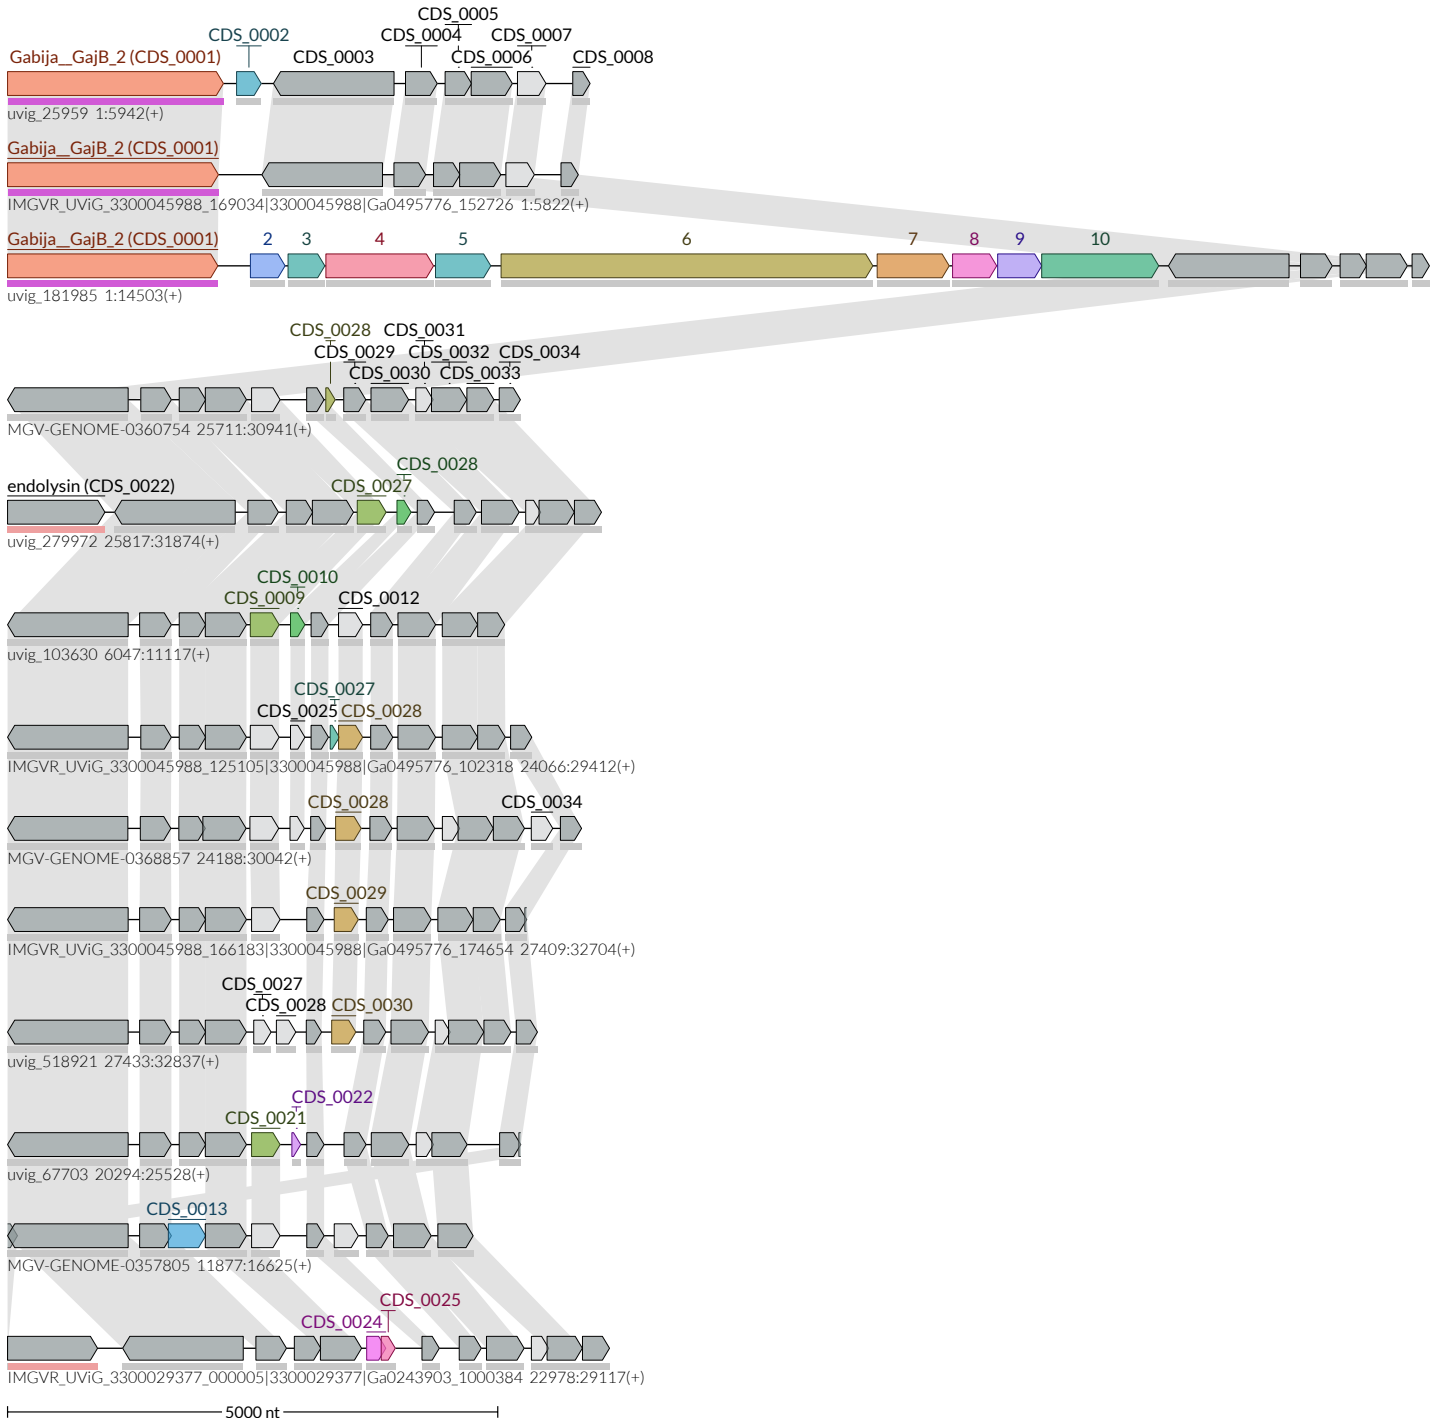 CDS_0005
CDS_0002 CDS_0004 CDS_0007
Gabija__GajB_2 (CDS_0001) CDS_0003 CDS_0006 CDS_0008
uvig_25959 1:5942(+)
Gabija__GajB_2 (CDS_0001)
IMGVR_UViG_3300045988_169034|3300045988|Ga0495776_152726 1:5822(+)
Gabija__GajB_2 (CDS_0001) 2 3 4 5 6 7 8 9 10
uvig_181985 1:14503(+)
CDS_0028 CDS_0031
CDS_0029 CDS_0032 CDS_0034
CDS_0030 CDS_0033
MGV-GENOME-0360754 25711:30941(+)
CDS_0028
endolysin (CDS_0022) CDS_0027
uvig_279972 25817:31874(+)
CDS_0010
CDS_0009 CDS_0012
uvig_103630 6047:11117(+)
CDS_0027
CDS_0025 CDS_0028
IMGVR_UViG_3300045988_125105|3300045988|Ga0495776_102318 24066:29412(+)
CDS_0028 CDS_0034
MGV-GENOME-0368857 24188:30042(+)
CDS_0029
IMGVR_UViG_3300045988_166183|3300045988|Ga0495776_174654 27409:32704(+)
CDS_0027
CDS_0028 CDS_0030
uvig_518921 27433:32837(+)
CDS_0022
CDS_0021
uvig_67703 20294:25528(+)
CDS_0013
MGV-GENOME-0357805 11877:16625(+)
CDS_0025
CDS_0024
IMGVR_UViG_3300029377_000005|3300029377|Ga0243903_1000384 22978:29117(+)
5000 nt